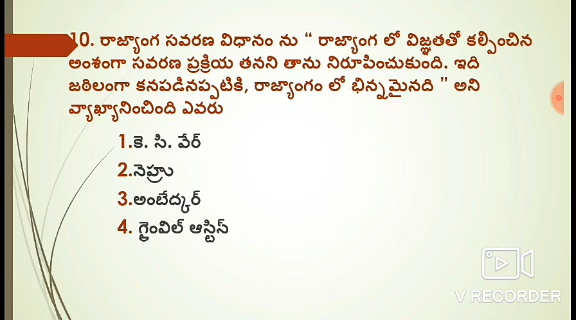 10. రాజ్యాంగ సవరణ విధానం ను “ రాజ్యాంగ లో విజ్ఞతతో కల్పించిన
అంశంగా సవరణ ప్రక్రియ తనని తాను నిరూపించుకుంది. ఇది
జఠిలంగా కనపడినప్పటికి, రాజ్యాంగం లో భిన్నమైనది ” అని
వ్యాఖ్యానించింది ఎవరు
1.కె. సి. వేర్
2.నెహ్రు
3.అంబేద్కర్
4. గ్రైంవిల్ ఆస్టిస్
V RECORDER